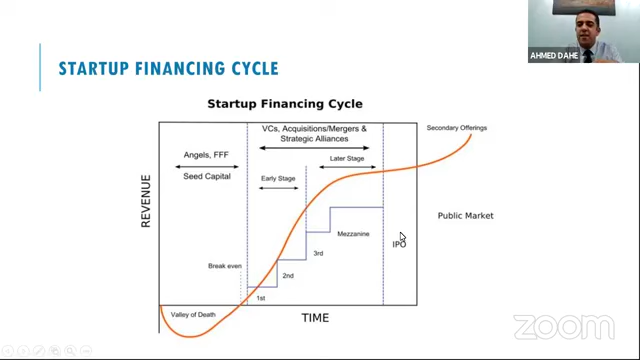 AHMED DAHE
STARTUP FINANCING CYCLE
Startup Financing Cycle
VCs, Acquisitions/Mergers &
Strategic Alliances
Secondary Offerings
Angels, FFF
Later Stage
Seed Capital
Early Stage
REVENUE
Public Market
Mezzanine
IPO
3rd
Break even
2nd
1st
Valley of Death
TIME
zoom